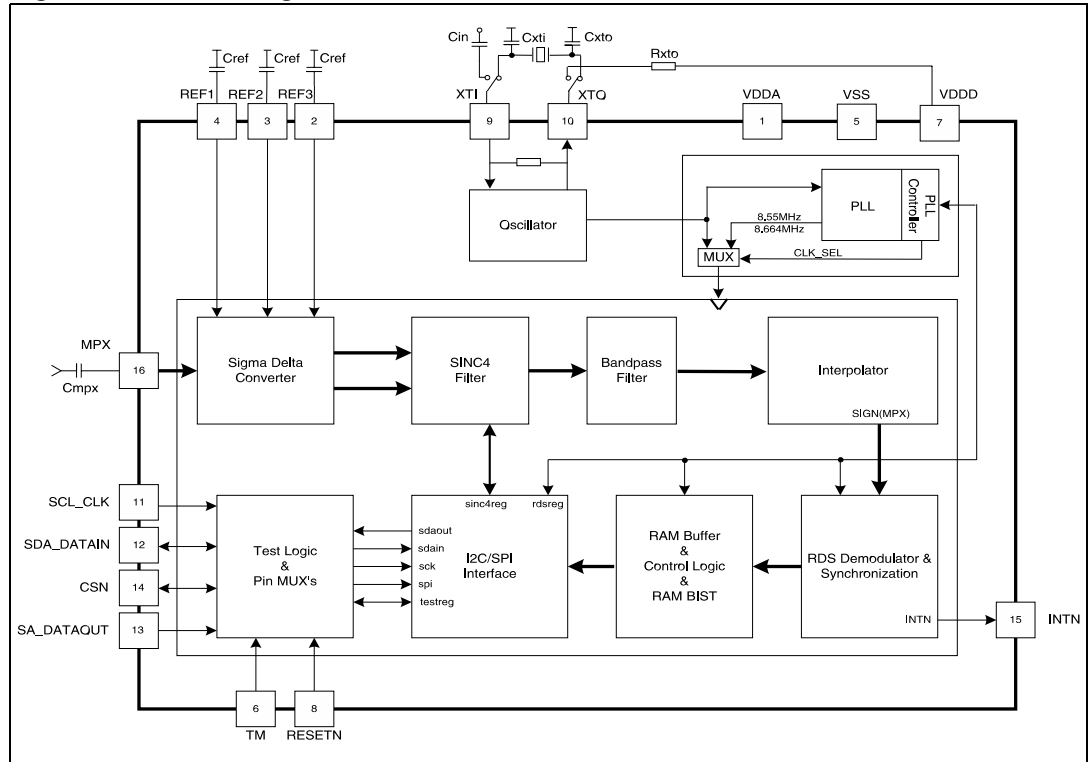 Cin
Cxti
Cxto
Cref
Cref
Cref
Rxto
REF1
REF2
REF3
XTI
XTO
VDDA
VSS
VDDD
4
3
2
9
10
1
5
7
Oscillator
PLL
PLL
Controller
8.55MHz
8.664MHz
MUX
CLK_SEL
MPX
16
Cmpx
Sigma Delta
Converter
SINC4
Filter
Bandpass
Filter
Interpolator
SIGN(MPX)
SCL_CLK
11
SDA_DATAIN
12
CSN
14
SA_DATAOUT
13
Test Logic
&
Pin MUX's
sinc4reg
rdsreg
sdaout
sdain
sck
spi
testreg
I2C/SPI
Interface
RAM Buffer
&
Control Logic
&
RAM BIST
RDS Demodulator &
Synchronization
INTN
15
INTN
6
8
TM
RESETN